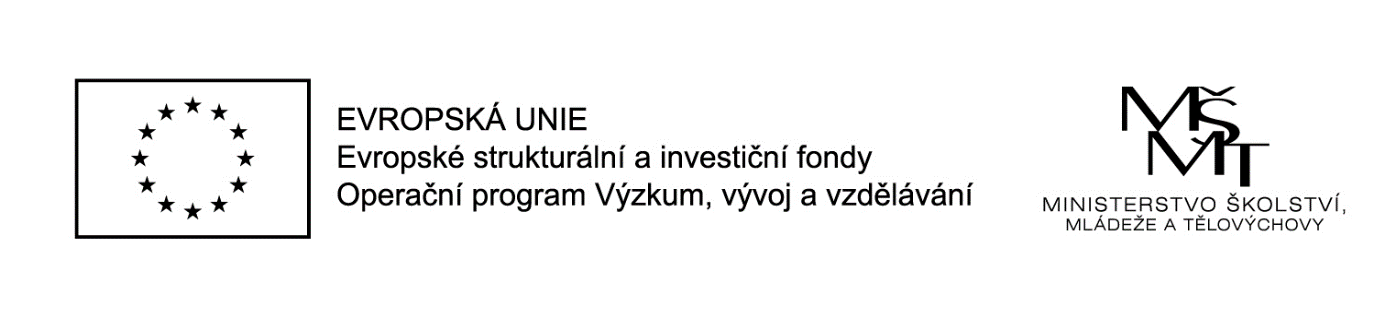 EVROPSKÁ UNIE
Evropské strukturální a investiční fondy
Operační program Výzkum, vývoj a vzdělávání
MŠMT
MINISTERSTVO ŠKOLSTVÍ,
MLÁDEŽE A TĚLOVÝCHOVY